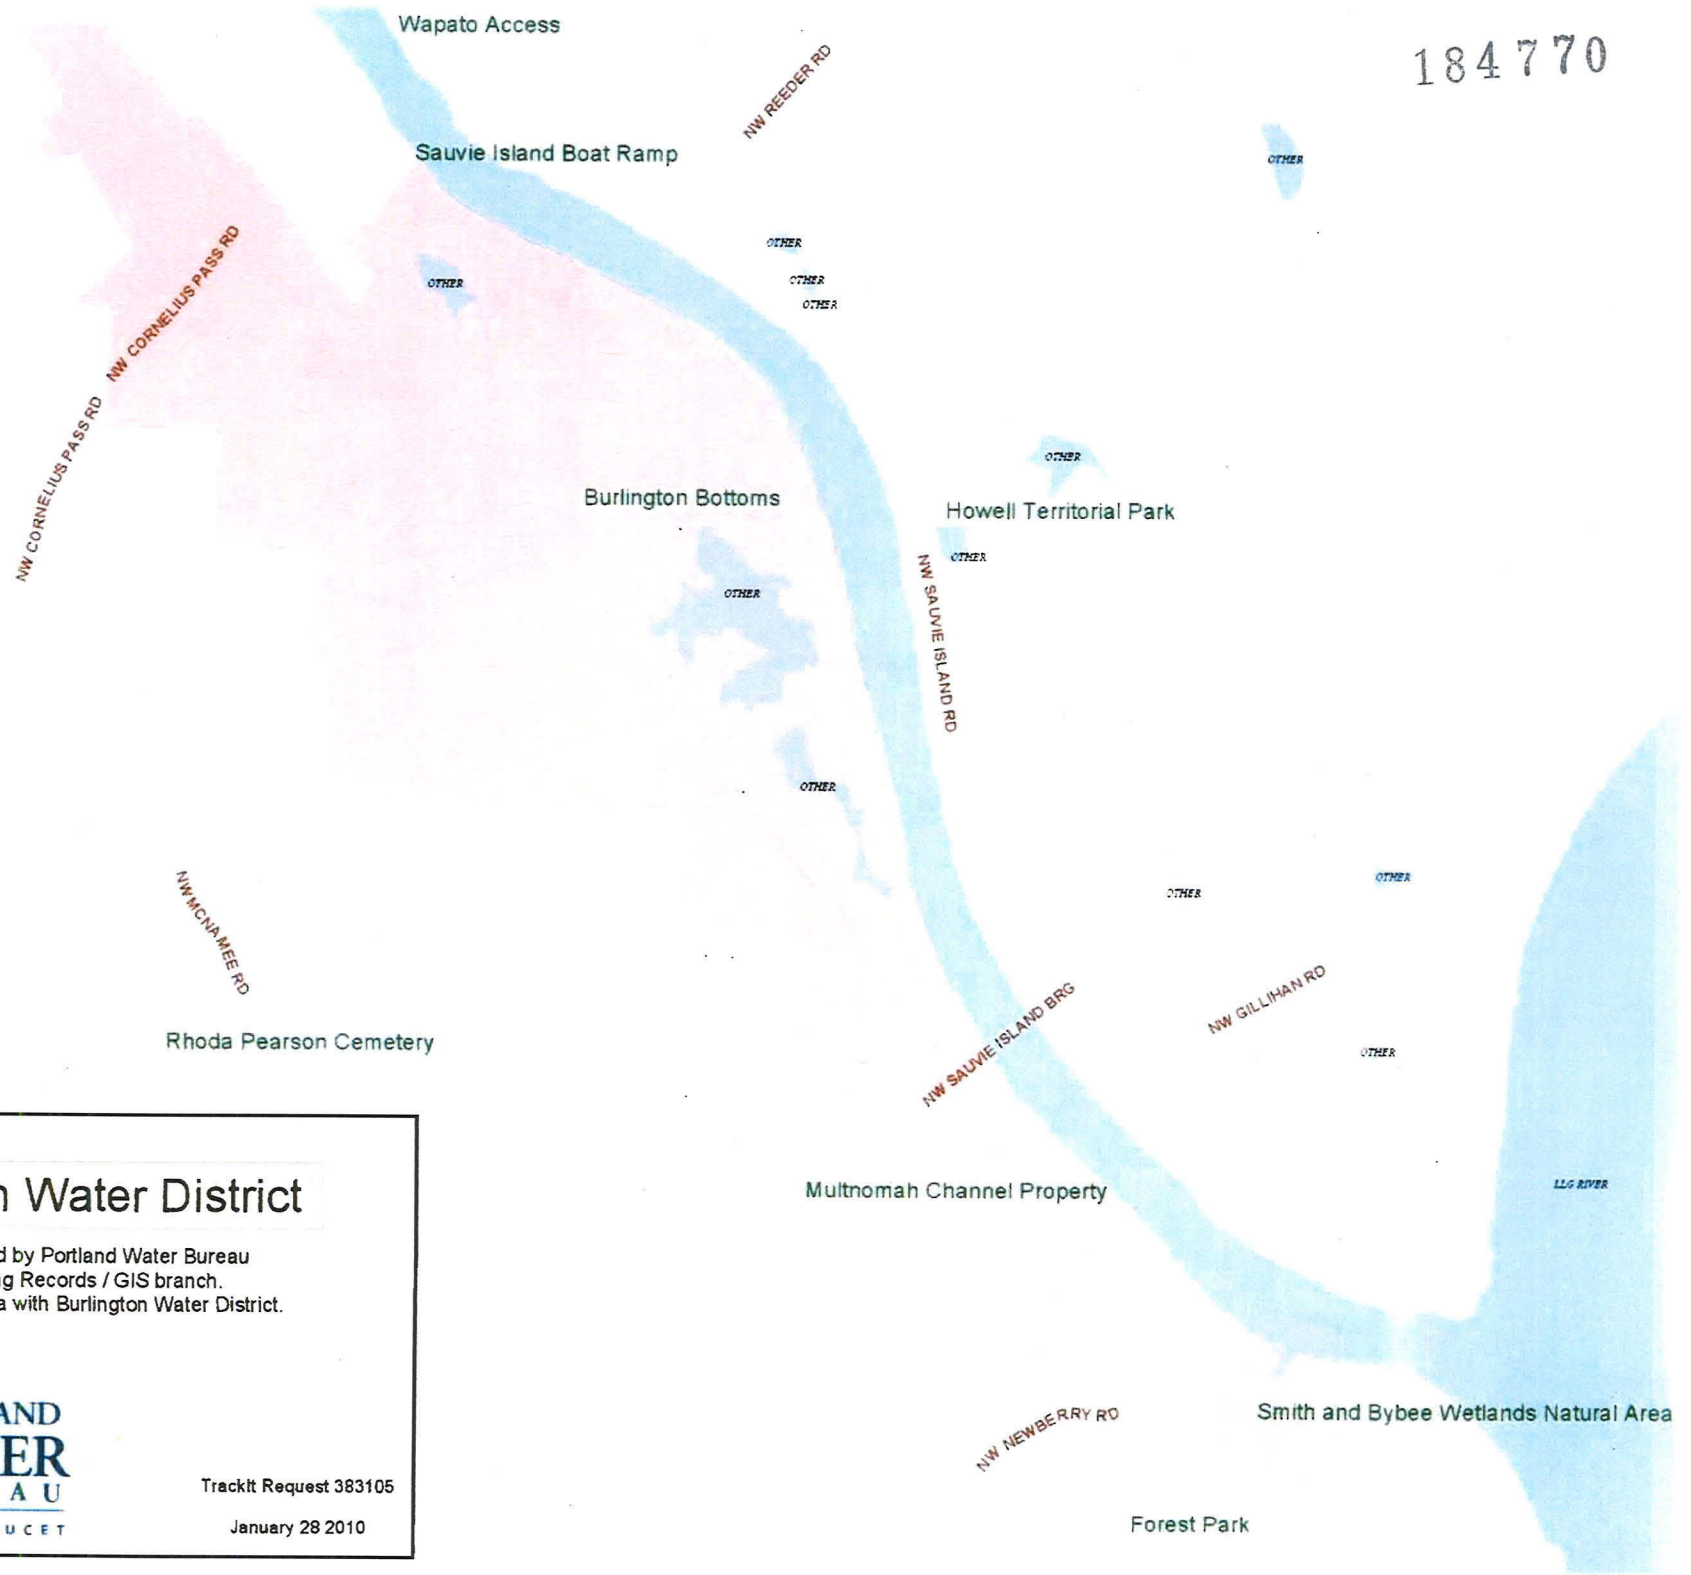 Wapato Access
184770
NW REEDER RD
Sauvie Island Boat Ramp
OTHER
NW CORNELIUS PASS RD
OTHER
OTHER
OTHER
OTHER
NW CORNELIUS PASS RD
OTHER
Burlington Bottoms
Howell Territorial Park
OTHER
NW SAUVIE ISLAND RD
OTHER
OTHER
OTHER
OTHER
NW MCNAMEE RD
NW GILLIHAN RD
NW SAUVIE ISLAND BRG
Rhoda Pearson Cemetery
OTHER
Multnomah Channel Property
LLG RIVER
Water District
d by Portland Water Bureau
g Records / GIS branch.
a with Burlington Water District.
NW NEWBERRY RD
Smith and Bybee Wetlands Natural Area
AND
ER
A U
UCET
TrackIt Request 383105
January 28 2010
Forest Park